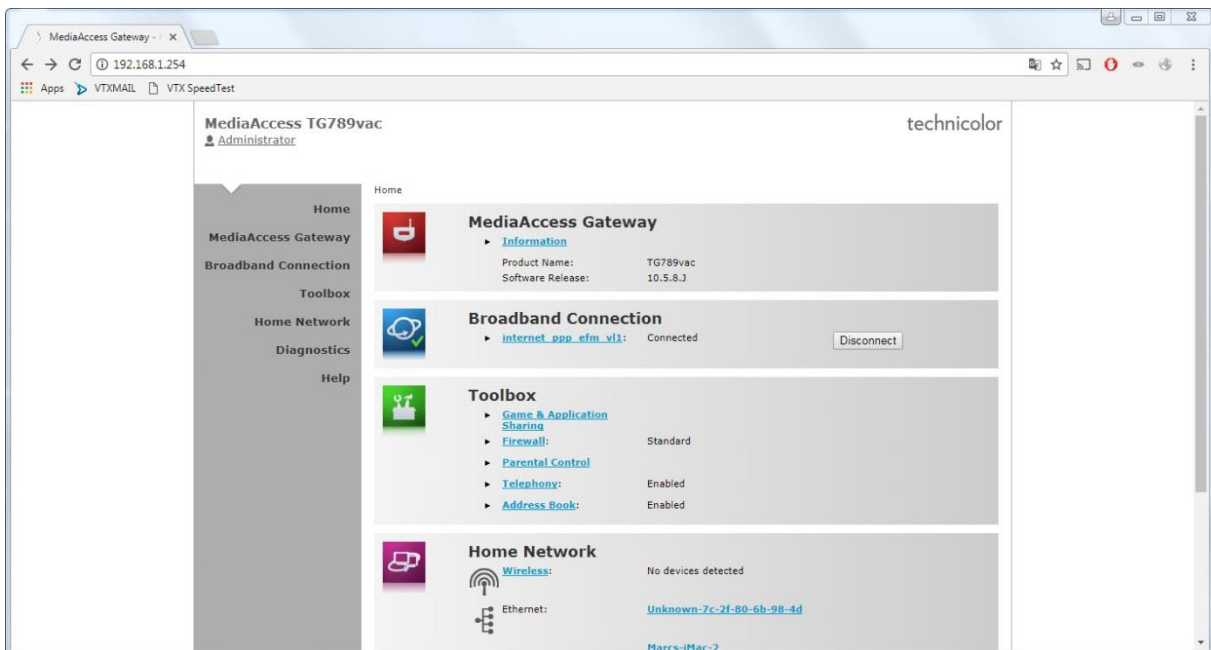 MediaAccess Gateway -
192.168.1.254
Apps VTXMAIL VTX SpeedTest
MediaAccess TG789vac
technicolor
Administrator
Home
Home
MediaAccess Gateway
Broadband Connection
Toolbox
Home Network
Diagnostics
Help
MediaAccess Gateway
Information
Product Name: TG789vac
Software Release: 10.5.8.J
Broadband Connection
internet_ppp_efm_vl1: Connected Disconnect
Toolbox
Game & Application
Sharing
Firewall: Standard
Parental Control
Telephony: Enabled
Address Book: Enabled
Home Network
Wireless: No devices detected
Ethernet: Unknown-7c-2f-80-6b-98-4d
Marcs-iMac-2